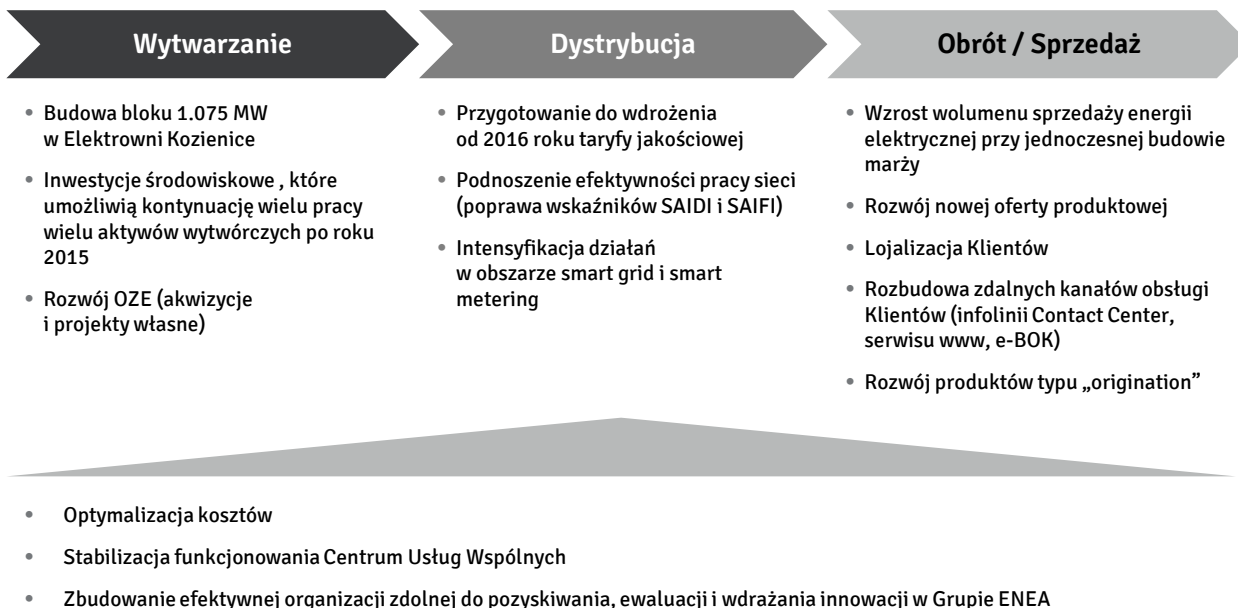 Wytwarzanie
Dystrybucja
Obrót / Sprzedaż
• Budowa bloku 1.075 MW
w Elektrowni Kozienice
• Inwestycje środowiskowe , które
umożliwią kontynuację wielu pracy
wielu aktywów wytwórczych po roku
2015
• Rozwój OZE (akwizycje
i projekty własne)
• Przygotowanie do wdrożenia
od 2016 roku taryfy jakościowej
• Podnoszenie efektywności pracy sieci
(poprawa wskaźników SAIDI i SAIFI)
• Intensyfikacja działań
w obszarze smart grid i smart
metering
• Wzrost wolumenu sprzedaży energii
elektrycznej przy jednoczesnej budowie
marży
• Rozwój nowej oferty produktowej
• Lojalizacja Klientów
• Rozbudowa zdalnych kanałów obsługi
Klientów (infolinii Contact Center,
serwisu www, e-BOK)
• Rozwój produktów typu „origination”
• Optymalizacja kosztów
• Stabilizacja funkcjonowania Centrum Usług Wspólnych
• Zbudowanie efektywnej organizacji zdolnej do pozyskiwania, ewaluacji i wdrażania innowacji w Grupie ENEA